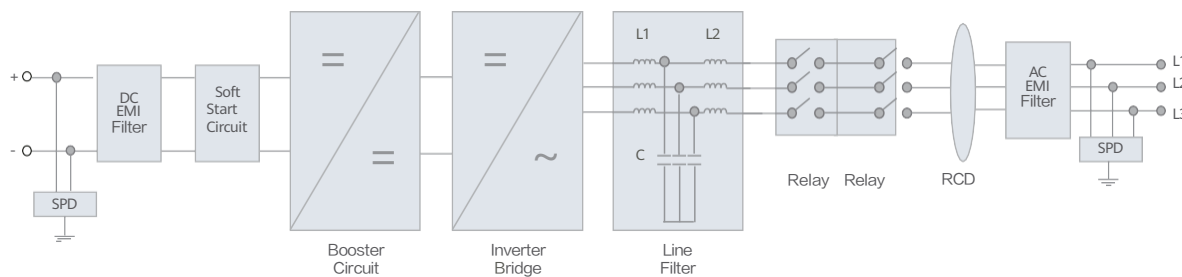 +
-
SPD
DC
EMI
Filter
Soft
Start
Circuit
=
=
Booster
Circuit
=
~
Inverter
Bridge
L1
L2
C
Line
Filter
Relay
Relay
RCD
AC
EMI
Filter
L1
L2
L3
SPD